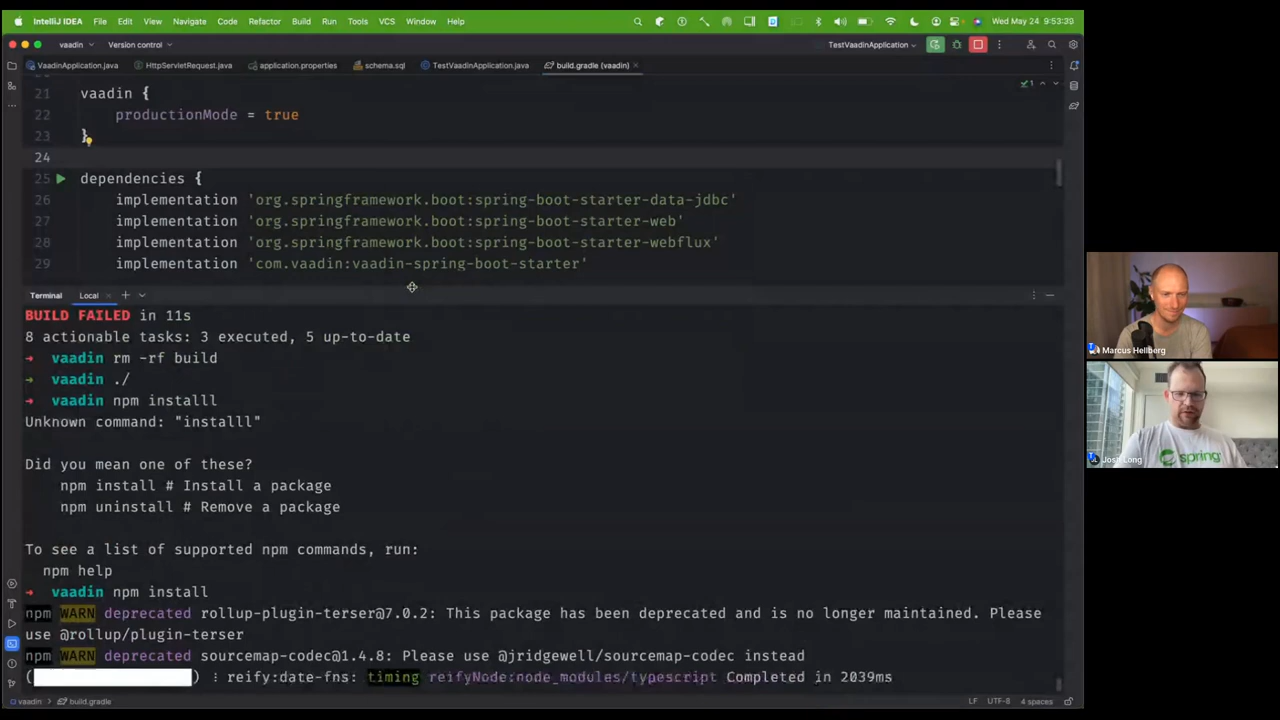 IntelliJ IDEA File Edit View Navigate Code Refactor Build Run Tools VCS Window Help Wed May 24 9:53:39
vaadin Version control TestVaadinApplication
VaadinApplication.java HttpServletRequest.java application.properties schema.sql TestVaadinApplication.java build.gradle (vaadin)
21 vaadin {
1
22 productionMode = true
23 }
24
25 dependencies {
26 implementation 'org.springframework.boot:spring-boot-starter-data-jdbc'
27 implementation 'org.springframework.boot:spring-boot-starter-web'
28 implementation 'org.springframework.boot:spring-boot-starter-webflux'
29 implementation 'com.vaadin:vaadin-spring-boot-starter'
Terminal Local
BUILD FAILED in 11s
8 actionable tasks: 3 executed, 5 up-to-date
→ vaadin rm -rf build
→ vaadin ./
→ vaadin npm installl
Unknown command: "installl"
Did you mean one of these?
npm install # Install a package
npm uninstall # Remove a package
To see a list of supported npm commands, run:
npm help
→ vaadin npm install
npm WARN deprecated rollup-plugin-terser@7.0.2: This package has been deprecated and is no longer maintained. Please
use @rollup/plugin-terser
npm WARN deprecated sourcemap-codec@1.4.8: Please use @jridgewell/sourcemap-codec instead
( ) ⋮ reify:date-fns: timing reifyNode:node_modules/typescript Completed in 2039ms
vaadin build.gradle LF UTF-8 4 spaces
Marcus Hellberg
Josh Long
spring